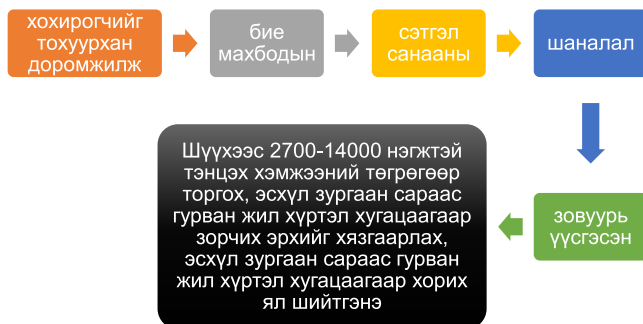 хохирогчийг
тохуурхан
доромжилж
бие
махбодын
сэтгэл
санааны
шаналал
зовуурь
үүсгэсэн
Шүүхээс 2700-14000 нэгжтэй
тэнцэх хэмжээний төгрөгөөр
торгох, эсхүл зургаан сараас
гурван жил хүртэл хугацаагаар
зорчих эрхийг хязгаарлах,
эсхүл зургаан сараас гурван
жил хүртэл хугацаагаар хорих
ял шийтгэнэ